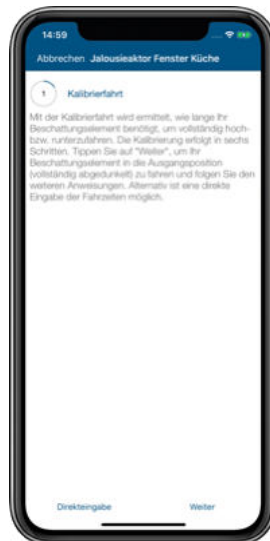 14:59
Abbrechen Jalousieaktor Fenster Küche
1 Kalibrierfahrt
Mit der Kalibrierfahrt wird ermittelt, wie lange Ihr
Beschattungselement benötigt, um vollständig hoch-
bzw. runterzufahren. Die Kalibrierung erfolgt in sechs
Schritten. Tippen Sie auf "Weiter", um Ihr
Beschattungselement in die Ausgangsposition
(vollständig abgedunkelt) zu fahren und folgen Sie den
weiteren Anweisungen. Alternativ ist eine direkte
Eingabe der Fahrzeiten möglich.
Direkteingabe Weiter